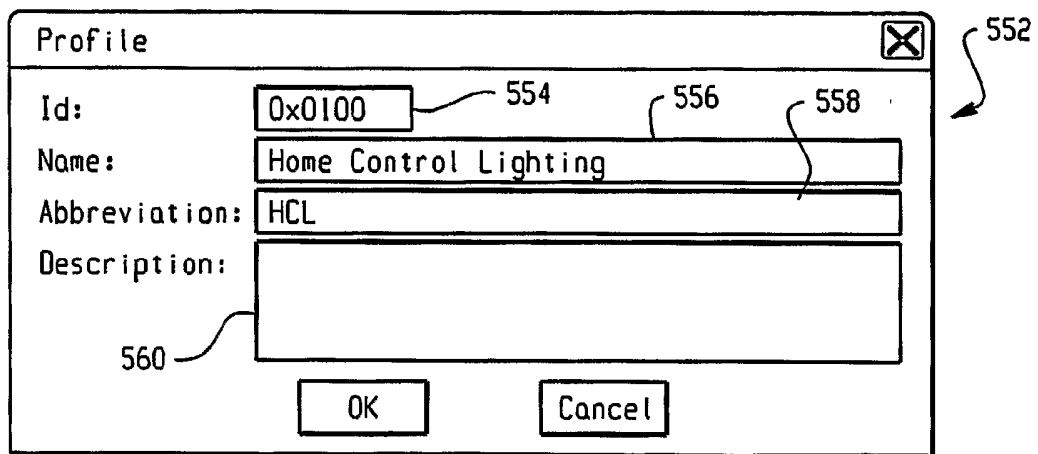 Profile
552
Id: 0x0100 554 556 558
Name: Home Control Lighting
Abbreviation: HCL
Description:
560
OK Cancel